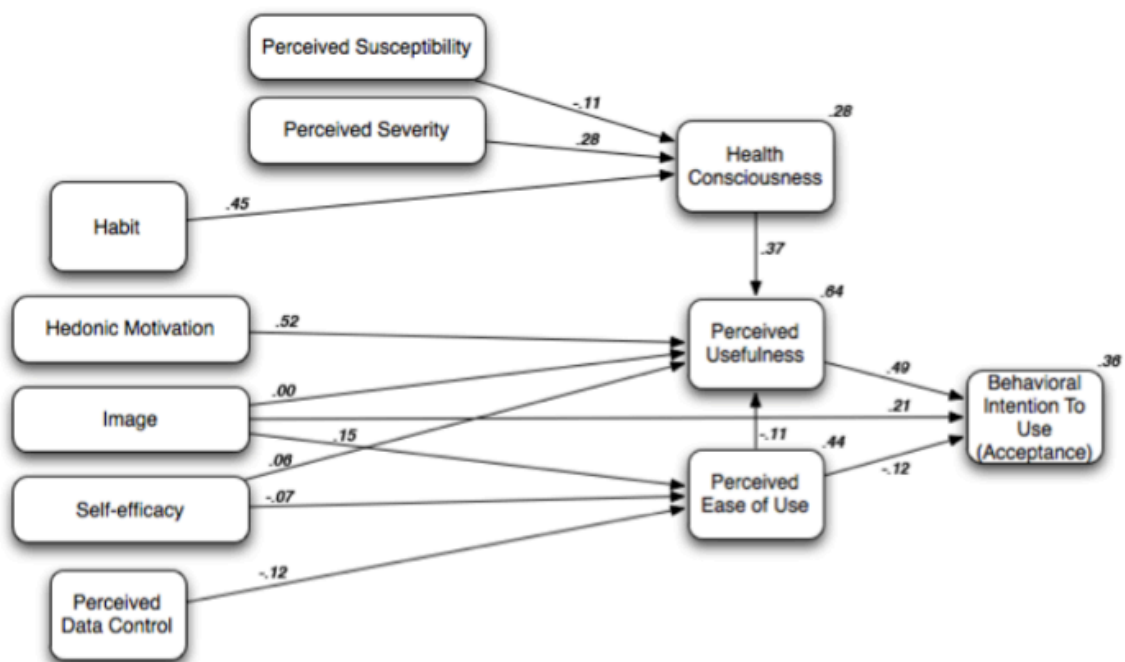 Perceived Susceptibility
-.11
.28
Perceived Severity
.28
Health
Consciousness
.45
Habit
.37
.64
Hedonic Motivation
.52
Perceived
Usefulness
.49
.36
Behavioral
Intention To
Use
(Acceptance)
.00
.21
Image
.15
-.11
.44
-.12
.06
Perceived
Ease of Use
Self-efficacy
-.07
-.12
Perceived
Data Control